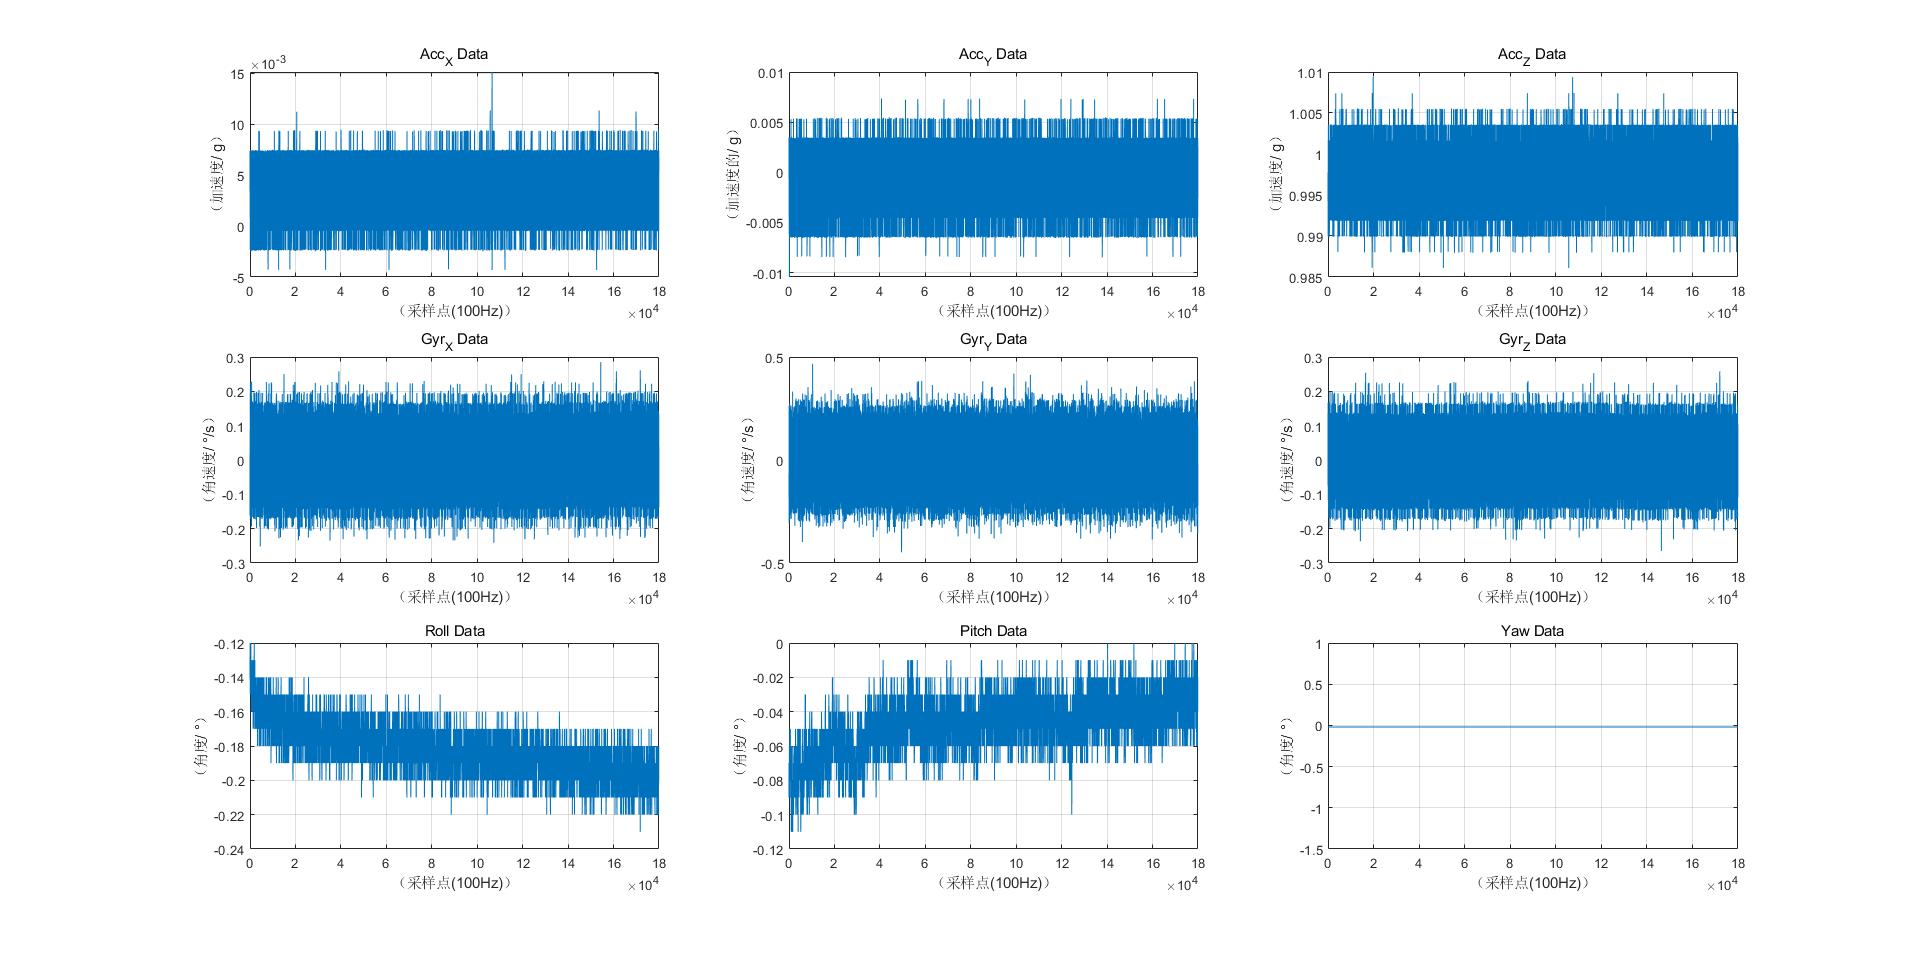 Acc_X Data
×10^-3
15
10
5
0
-5
0 2 4 6 8 10 12 14 16 18
×10^4
(采样点(100Hz))
(加速度/ g)
Acc_Y Data
0.01
0.005
0
-0.005
-0.01
0 2 4 6 8 10 12 14 16 18
×10^4
(采样点(100Hz))
(加速度的/ g)
Acc_Z Data
1.01
1.005
1
0.995
0.99
0.985
0 2 4 6 8 10 12 14 16 18
×10^4
(采样点(100Hz))
(加速度/ g)
Gyr_X Data
0.3
0.2
0.1
0
-0.1
-0.2
-0.3
0 2 4 6 8 10 12 14 16 18
×10^4
(采样点(100Hz))
(角速度/ °/s)
Gyr_Y Data
0.5
0
-0.5
0 2 4 6 8 10 12 14 16 18
×10^4
(采样点(100Hz))
(角速度/ °/s)
Gyr_Z Data
0.3
0.2
0.1
0
-0.1
-0.2
-0.3
0 2 4 6 8 10 12 14 16 18
×10^4
(采样点(100Hz))
(角速度/ °/s)
Roll Data
-0.12
-0.14
-0.16
-0.18
-0.2
-0.22
-0.24
0 2 4 6 8 10 12 14 16 18
×10^4
(采样点(100Hz))
(角度/ °)
Pitch Data
0
-0.02
-0.04
-0.06
-0.08
-0.1
-0.12
0 2 4 6 8 10 12 14 16 18
×10^4
(采样点(100Hz))
(角度/ °)
Yaw Data
1
0.5
0
-0.5
-1
-1.5
0 2 4 6 8 10 12 14 16 18
×10^4
(采样点(100Hz))
(角度/ °)